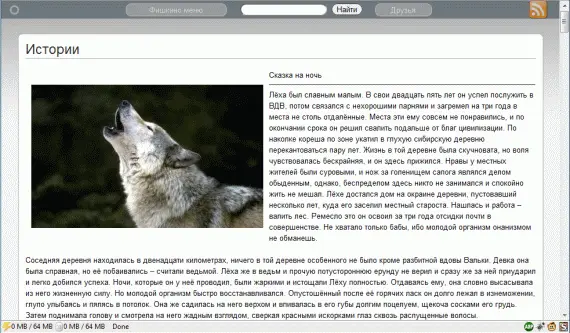 Фишкино меню
Найти
Друзья
Истории
Сказка на ночь
Лёха был славным малым. В свои двадцать пять лет он успел послужить в
ВДВ, потом связался с нехорошими парнями и загремел на три года в
места не столь отдалённые. Места эти ему совсем не понравились, и по
окончании срока он решил свалить подальше от благ цивилизации. По
наколке кореша по зоне укатил в глухую сибирскую деревню
перекантоваться пару лет. Жизнь в той деревне была скучновата, но воля
чувствовалась бескрайняя, и он здесь прижился. Нравы у местных
жителей были суровыми, и нож за голенищем сапога являлся делом
обыденным, однако, беспределом здесь никто не занимался и спокойно
жить не мешал. Лёхе достался дом на окраине деревни, пустовавший
несколько лет, куда его заселил местный староста. Нашлась и работа –
валить лес. Ремесло это он освоил за три года отсидки почти в
совершенстве. Не хватало только бабы, ибо молодой организм онанизмом
не обманешь.
Соседняя деревня находилась в двенадцати километрах, ничего в той деревне особенного не было кроме разбитной вдовы Вальки. Девка она
была справная, но её побаивались – считали ведьмой. Лёха же в ведьм и прочую потустороннюю ерунду не верил и сразу же за ней приударил
и легко добился успеха. Ночи, которые он у неё проводил, были жаркими и истощали Лёху полностью. Отдаваясь ему, она словно высасывала
из него жизненную силу. Но молодой организм быстро восстанавливался. Опустошённый после её горячих ласк он долго лежал в изнеможении,
глупо улыбаясь и пялясь в потолок. Она же садилась на него верхом и впивалась в его губы долгим поцелуем, щекоча сосками его грудь.
Затем поднимала голову и смотрела на него жадным взглядом, сверкая красными искорками глаз сквозь распущенные волосы.
0 MB / 64 MB
0 MB / 64 MB
Done
ABP